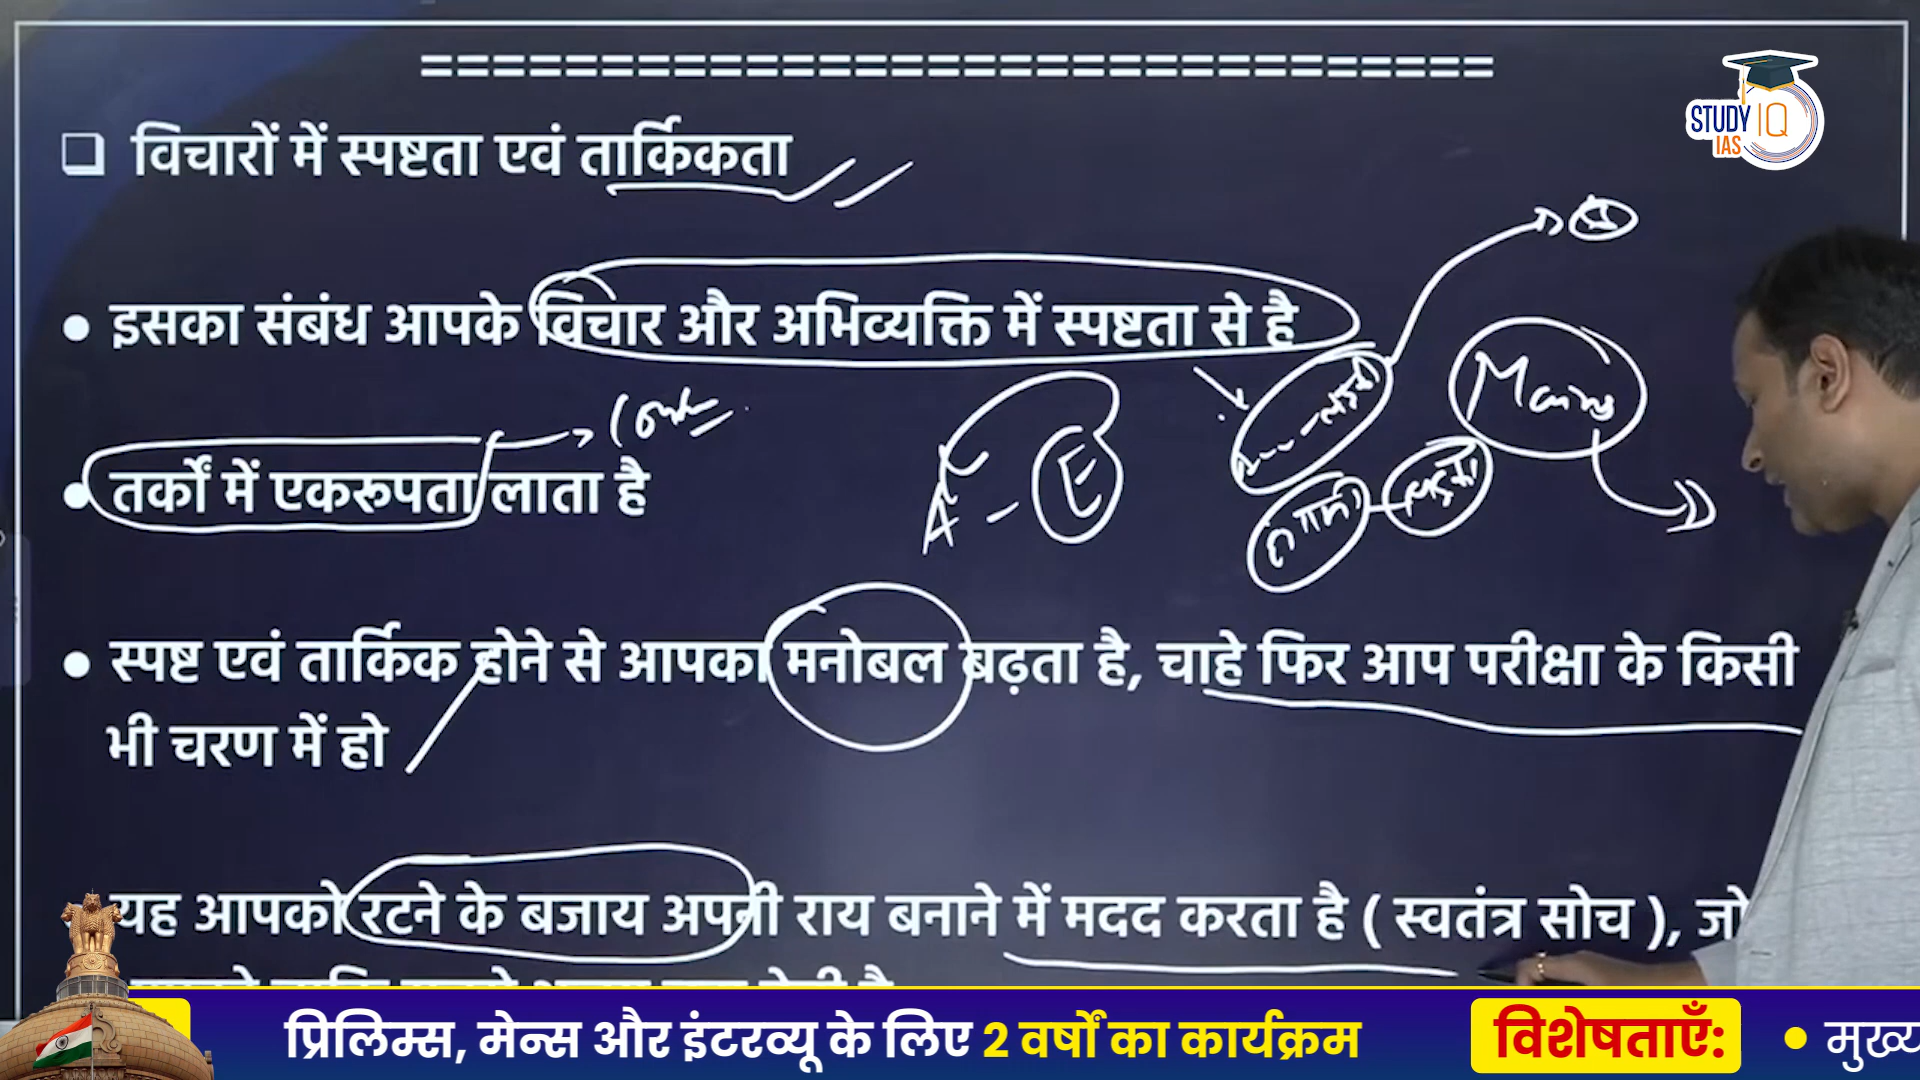 ==============================
STUDY IQ
IAS
❑ विचारों में स्पष्टता एवं तार्किकता
• इसका संबंध आपके विचार और अभिव्यक्ति में स्पष्टता से है
Mains
• तर्कों में एकरूपता लाता है
A - E
• स्पष्ट एवं तार्किक होने से आपका मनोबल बढ़ता है, चाहे फिर आप परीक्षा के किसी
भी चरण में हो
यह आपको रटने के बजाय अपनी राय बनाने में मदद करता है ( स्वतंत्र सोच ), जो
प्रिलिम्स, मेन्स और इंटरव्यू के लिए 2 वर्षों का कार्यक्रम
विशेषताएँ:
• मुख्य